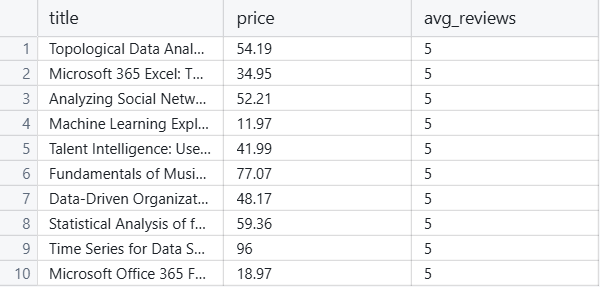 title price avg_reviews
1 Topological Data Anal... 54.19 5
2 Microsoft 365 Excel: T... 34.95 5
3 Analyzing Social Netw... 52.21 5
4 Machine Learning Expl... 11.97 5
5 Talent Intelligence: Use... 41.99 5
6 Fundamentals of Musi... 77.07 5
7 Data-Driven Organizat... 48.17 5
8 Statistical Analysis of f... 59.36 5
9 Time Series for Data S... 96 5
10 Microsoft Office 365 F... 18.97 5